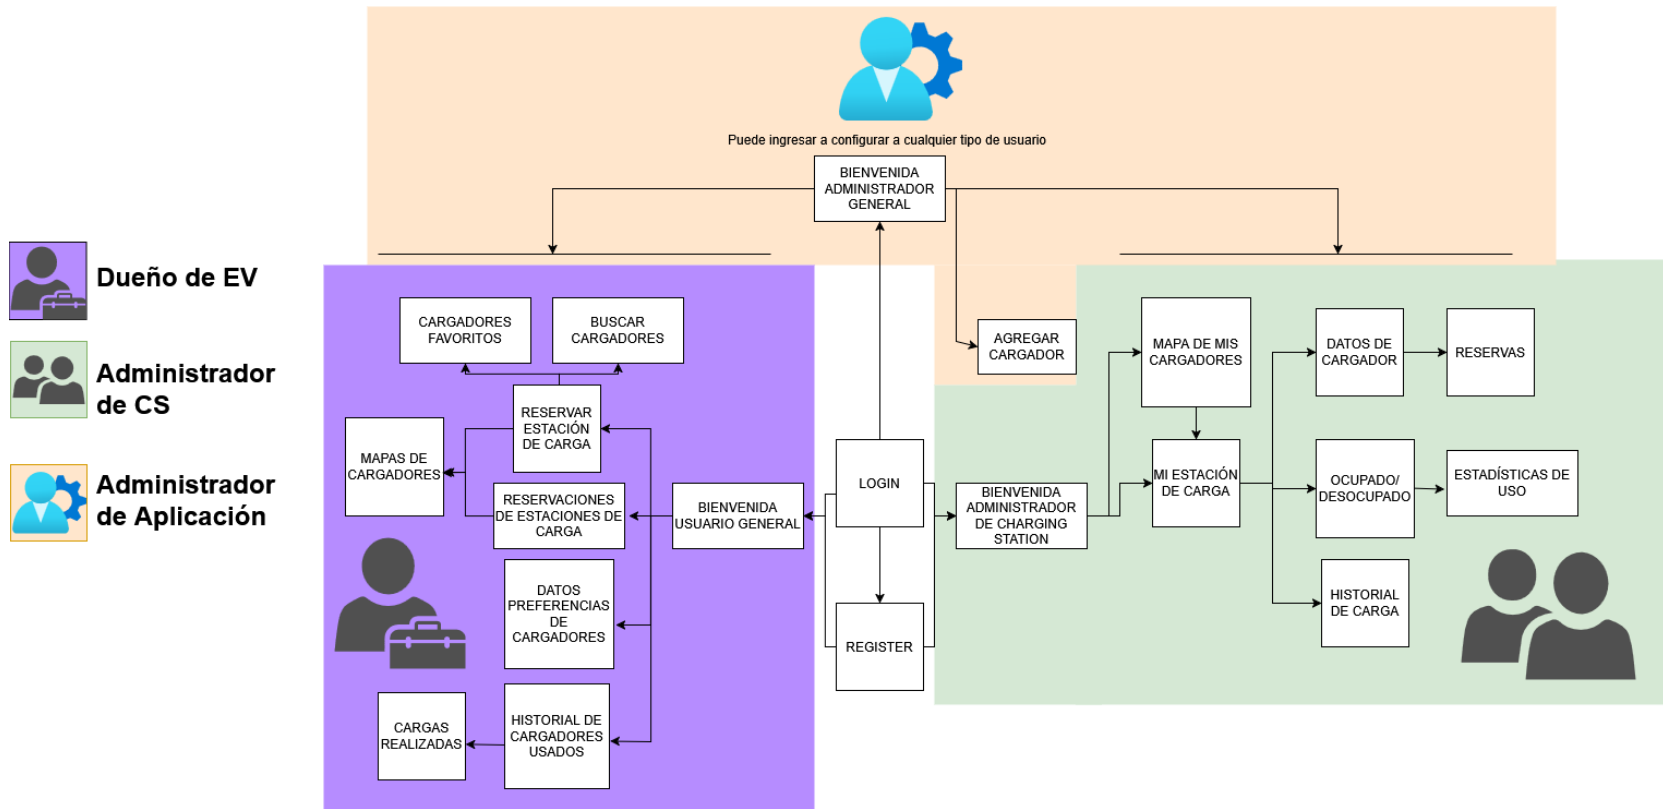 Puede ingresar a configurar a cualquier tipo de usuario
BIENVENIDA
ADMINISTRADOR
GENERAL
Dueño de EV
Administrador
de CS
Administrador
de Aplicación
CARGADORES
FAVORITOS
BUSCAR
CARGADORES
RESERVAR
ESTACIÓN
DE CARGA
MAPAS DE
CARGADORES
RESERVACIONES
DE ESTACIONES DE
CARGA
BIENVENIDA
USUARIO GENERAL
DATOS
PREFERENCIAS
DE
CARGADORES
HISTORIAL DE
CARGADORES
USADOS
CARGAS
REALIZADAS
LOGIN
REGISTER
AGREGAR
CARGADOR
BIENVENIDA
ADMINISTRADOR
DE CHARGING
STATION
MAPA DE MIS
CARGADORES
MI ESTACIÓN
DE CARGA
DATOS DE
CARGADOR
RESERVAS
OCUPADO/
DESOCUPADO
ESTADÍSTICAS DE
USO
HISTORIAL
DE CARGA